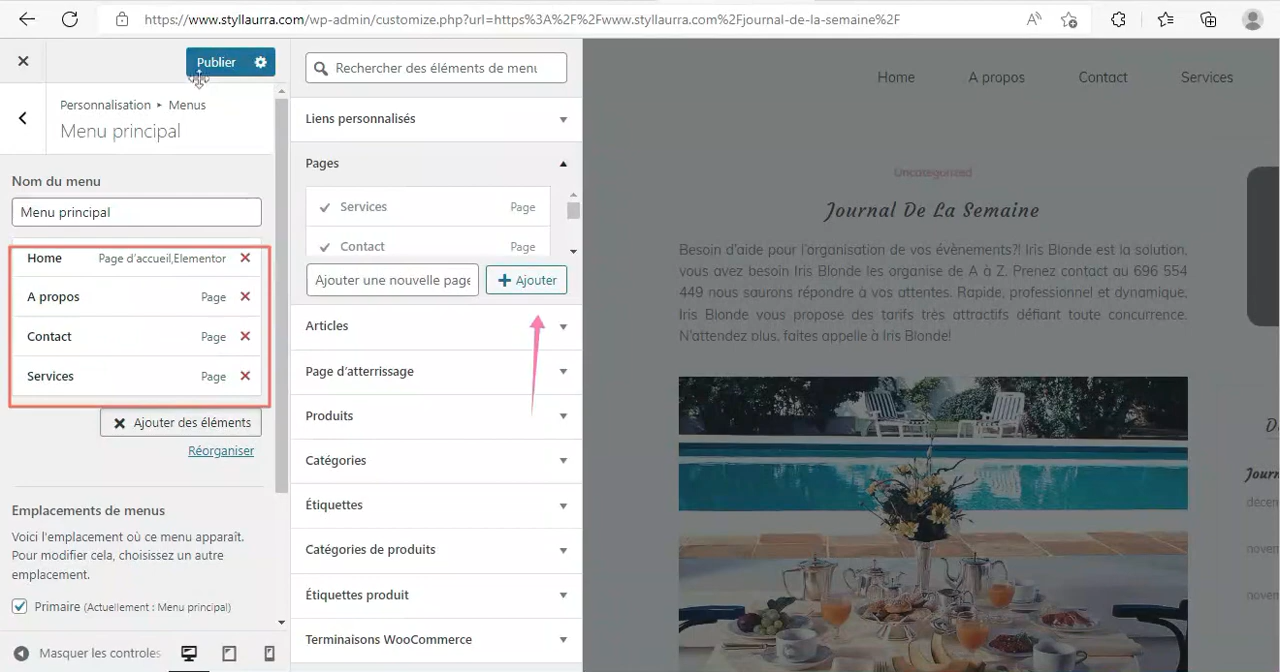 https://www.styllaurra.com/wp-admin/customize.php?url=https%3A%2F%2Fwww.styllaurra.com%2Fjournal-de-la-semaine%2F
Publier
Personnalisation ▸ Menus
Menu principal
Nom du menu
Menu principal
Home Page d'accueil,Elementor
A propos Page
Contact Page
Services Page
Ajouter des éléments
Réorganiser
Emplacements de menus
Voici l'emplacement où ce menu apparaît.
Pour modifier cela, choisissez un autre
emplacement.
Primaire (Actuellement : Menu principal)
Masquer les controles
Rechercher des éléments de menu
Liens personnalisés
Pages
Services Page
Contact Page
Ajouter une nouvelle page
Ajouter
Articles
Page d'atterrissage
Produits
Catégories
Étiquettes
Catégories de produits
Étiquettes produit
Terminaisons WooCommerce
Home A propos Contact Services
Uncategorized
Journal De La Semaine
Besoin d'aide pour l'organisation de vos évènements?! Iris Blonde est la solution,
vous avez besoin Iris Blonde les organise de A à Z. Prenez contact au 696 554
449 nous saurons répondre à vos attentes. Rapide, professionnel et dynamique,
Iris Blonde vous propose des tarifs très attractifs défiant toute concurrence.
N'attendez plus, faites appelle à Iris Blonde!
D
Journ
décen
noven
noven